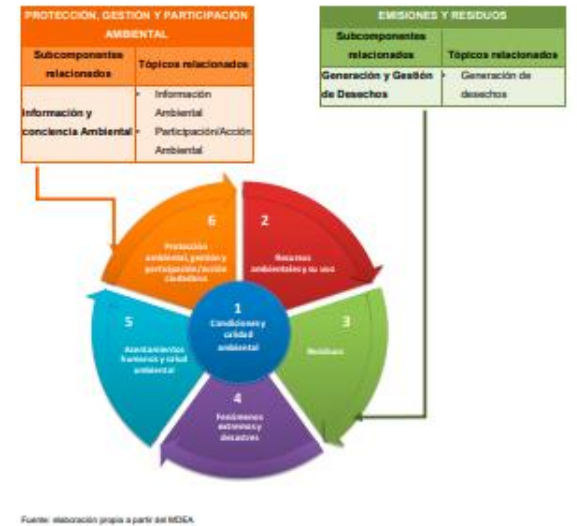 PROTECCIÓN, GESTIÓN Y PARTICIPACIÓN
AMBIENTAL
Subcomponentes
relacionados
Tópicos relacionados
Información y
conciencia Ambiental
• Información
Ambiental
• Participación/Acción
Ambiental
EMISIONES Y RESIDUOS
Subcomponentes
relacionados
Tópicos relacionados
Generación y Gestión
de Desechos
• Generación de
desechos
6
Protección
ambiental, gestión y
participación/acción
ciudadana
2
Recursos
ambientales y su uso
1
Condiciones y
calidad
ambiental
3
Residuos
5
Asentamientos
humanos y salud
ambiental
4
Fenómenos
extremos y
desastres
Fuente: elaboración propia a partir del MDEA